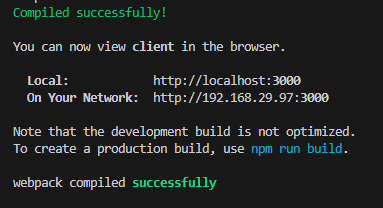 Compiled successfully!
You can now view client in the browser.
Local: http://localhost:3000
On Your Network: http://192.168.29.97:3000
Note that the development build is not optimized.
To create a production build, use npm run build.
webpack compiled successfully